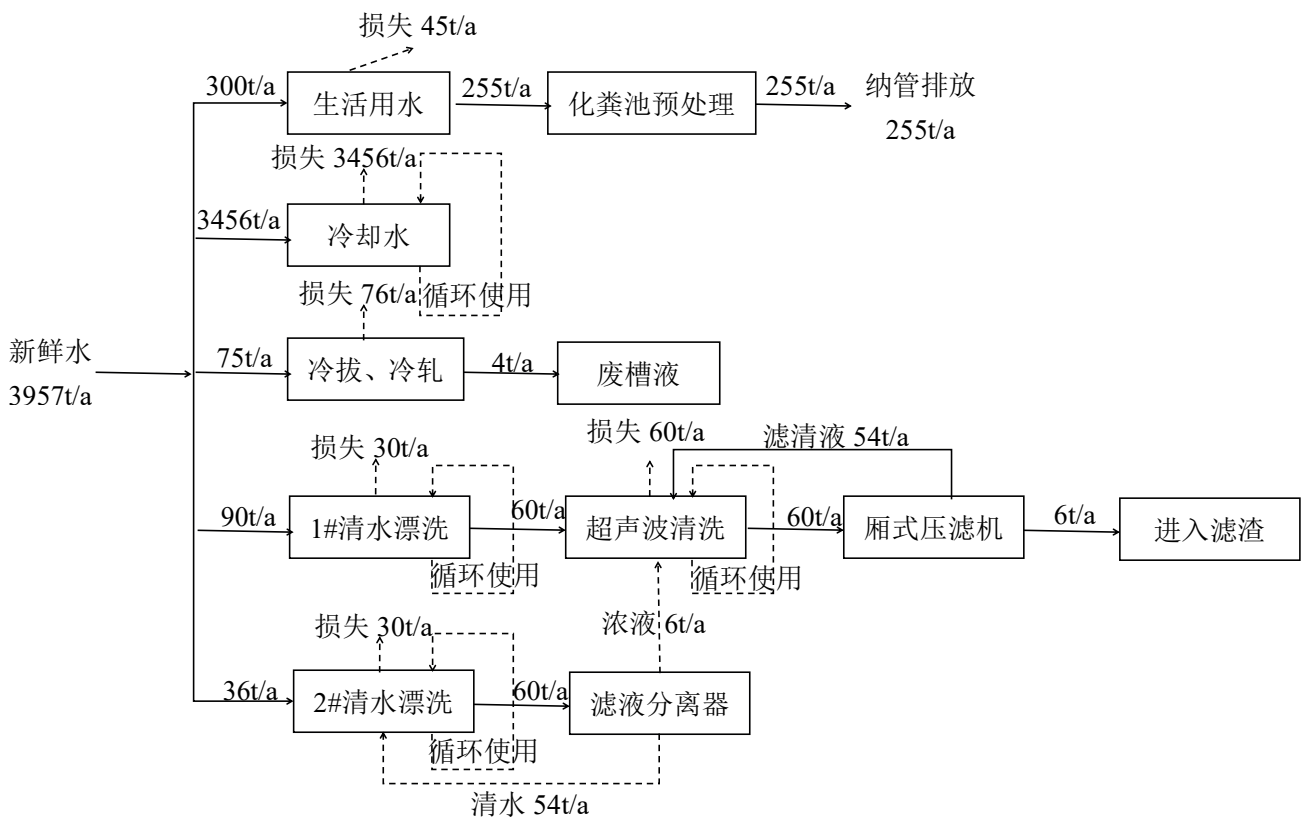 损失 45t/a
300t/a
生活用水
255t/a
化粪池预处理
255t/a
纳管排放
255t/a
损失 3456t/a
3456t/a
冷却水
循环使用
损失 76t/a
新鲜水
3957t/a
75t/a
冷拔、冷轧
4t/a
废槽液
损失 30t/a
损失 60t/a
滤清液 54t/a
90t/a
1#清水漂洗
60t/a
超声波清洗
60t/a
厢式压滤机
6t/a
进入滤渣
循环使用
循环使用
损失 30t/a
浓液 6t/a
36t/a
2#清水漂洗
60t/a
滤液分离器
循环使用
清水 54t/a